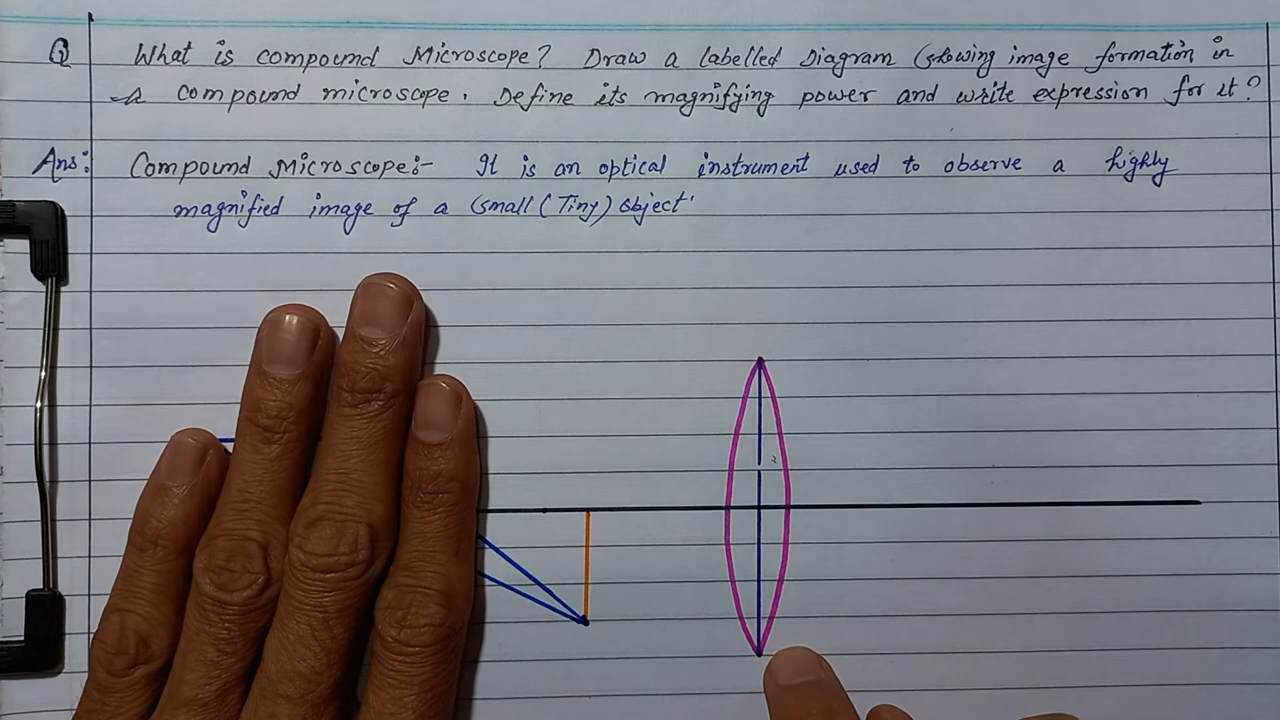 Q What is compound Microscope? Draw a labelled Diagram showing image formation in
a compound microscope. Define its magnifying power and write expression for it?
Ans: Compound Microscope:- It is an optical instrument used to observe a highly
magnified image of a small (Tiny) object.